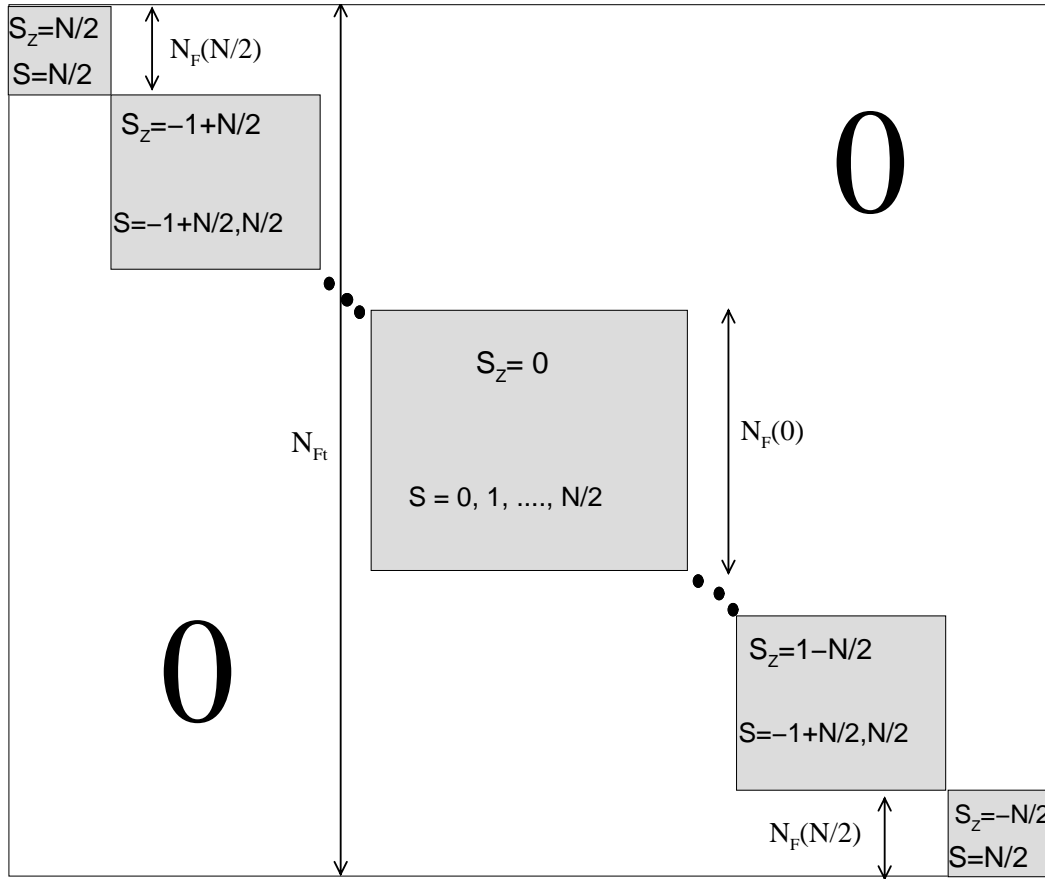 S_Z=N/2
S=N/2
N_F(N/2)
S_Z=−1+N/2
S=−1+N/2,N/2
0
S_Z= 0
S = 0, 1, ...., N/2
N_Ft
N_F(0)
0
S_Z=1−N/2
S=−1+N/2,N/2
N_F(N/2)
S_Z=−N/2
S=N/2